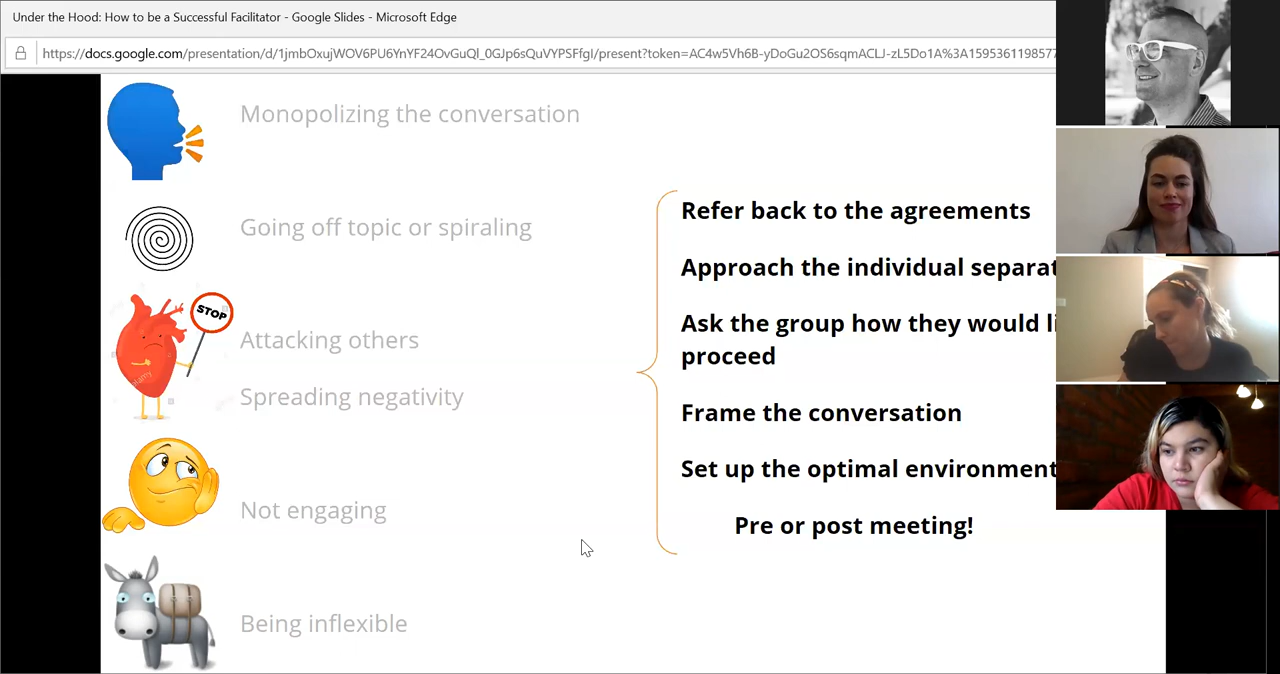 Under the Hood: How to be a Successful Facilitator - Google Slides - Microsoft Edge
Monopolizing the conversation
Going off topic or spiraling
STOP
Attacking others
Spreading negativity
Not engaging
Being inflexible
Refer back to the agreements
Approach the individual
Ask the group how they would
proceed
Frame the conversation
Set up the optimal environment
Pre or post meeting!